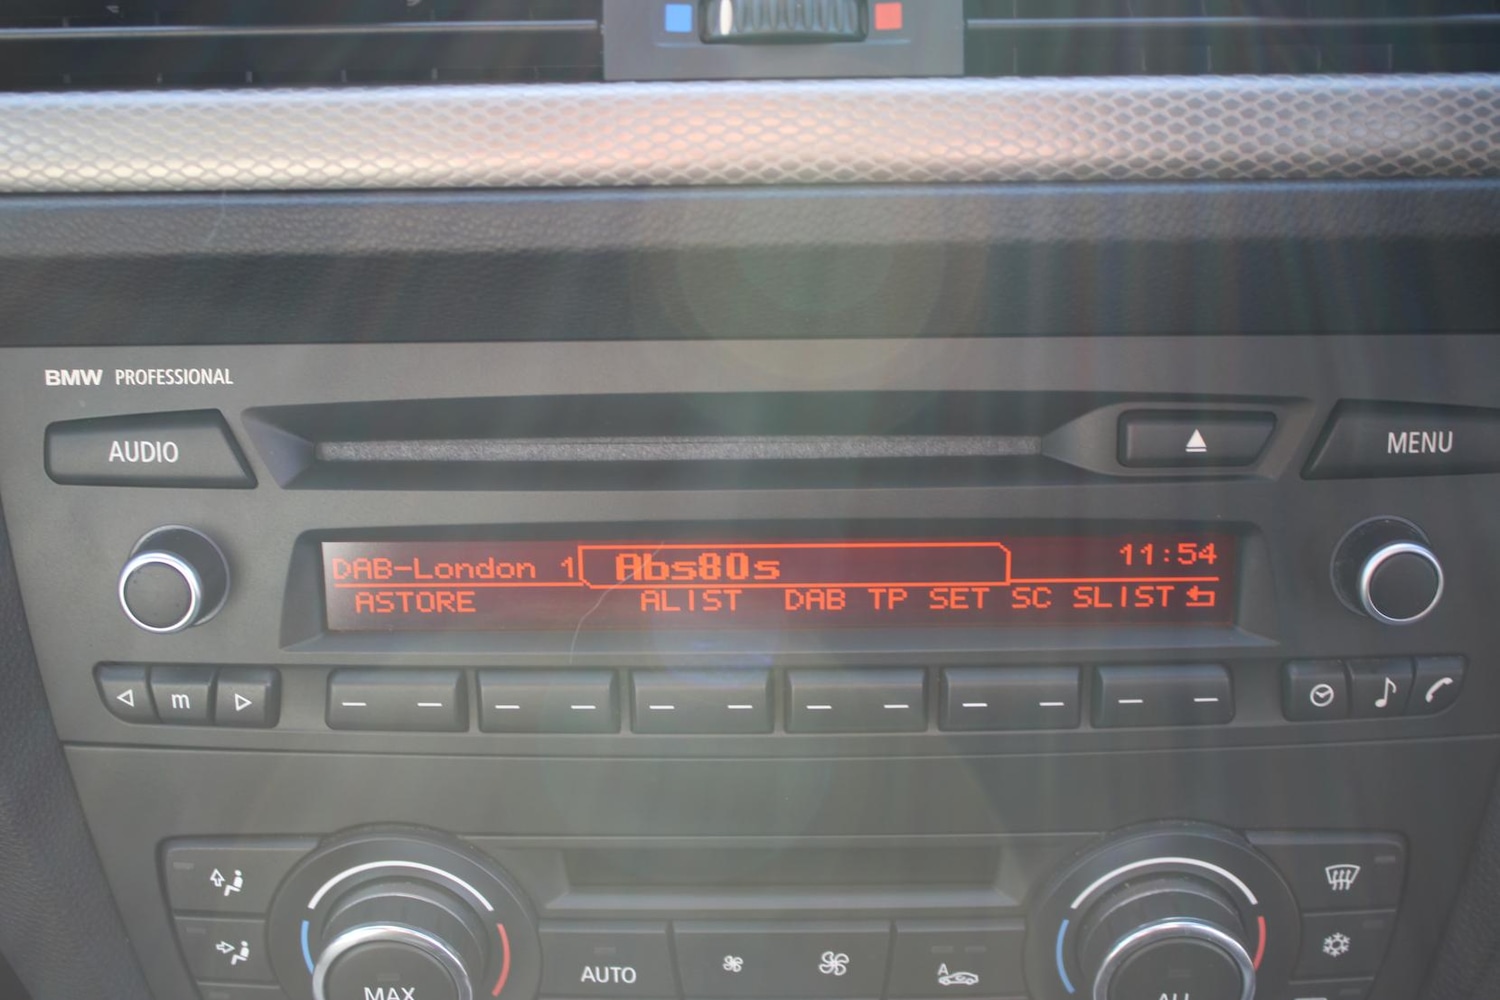 BMW PROFESSIONAL
AUDIO
MENU
DAB-London 1 Abs80s 11:54
ASTORE ALIST DAB TP SET SC SLIST
m
AUTO
A
MAX
ALL